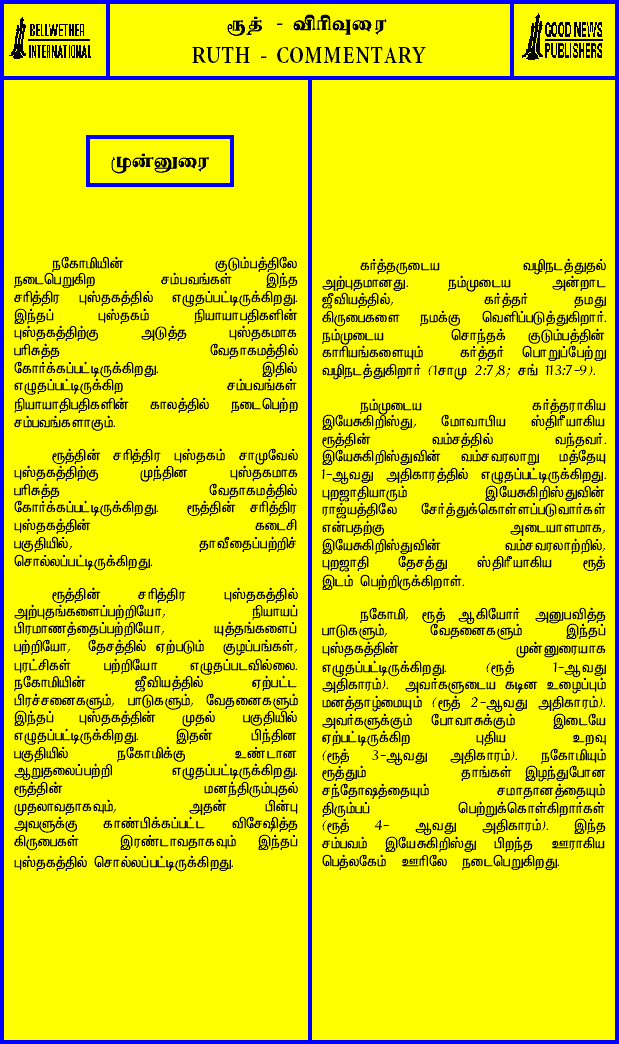 BELLWETHER
INTERNATIONAL
ரூத் - விரிவுரை
RUTH - COMMENTARY
GOOD NEWS
PUBLISHERS
முன்னுரை
நகோமியின் குடும்பத்திலே
நடைபெறுகிற சம்பவங்கள் இந்த
சரித்திர புஸ்தகத்தில் எழுதப்பட்டிருக்கிறது.
இந்தப் புஸ்தகம் நியாயாபதிகளின்
புஸ்தகத்திற்கு அடுத்த புஸ்தகமாக
பரிசுத்த வேதாகமத்தில்
கோர்க்கப்பட்டிருக்கிறது. இதில்
எழுதப்பட்டிருக்கிற சம்பவங்கள்
நியாயாதிபதிகளின் காலத்தில் நடைபெற்ற
சம்பவங்களாகும்.
ரூத்தின் சரித்திர புஸ்தகம் சாமுவேல்
புஸ்தகத்திற்கு முந்தின புஸ்தகமாக
பரிசுத்த வேதாகமத்தில்
கோர்க்கப்பட்டிருக்கிறது. ரூத்தின் சரித்திர
புஸ்தகத்தின் கடைசி
பகுதியில், தாவீதைப்பற்றிச்
சொல்லப்பட்டிருக்கிறது.
ரூத்தின் சரித்திர புஸ்தகத்தில்
அற்புதங்களைப்பற்றியோ, நியாயப்
பிரமாணத்தைப்பற்றியோ, யுத்தங்களைப்
பற்றியோ, தேசத்தில் ஏற்படும் குழப்பங்கள்,
புரட்சிகள் பற்றியோ எழுதப்படவில்லை.
நகோமியின் ஜீவியத்தில் ஏற்பட்ட
பிரச்சனைகளும், பாடுகளும், வேதனைகளும்
இந்தப் புஸ்தகத்தின் முதல் பகுதியில்
எழுதப்பட்டிருக்கிறது. இதன் பிந்தின
பகுதியில் நகோமிக்கு உண்டான
ஆறுதலைப்பற்றி எழுதப்பட்டிருக்கிறது.
ரூத்தின் மனந்திரும்புதல்
முதலாவதாகவும், அதன் பின்பு
அவளுக்கு காண்பிக்கப்பட்ட விசேஷித்த
கிருபைகள் இரண்டாவதாகவும் இந்தப்
புஸ்தகத்தில் சொல்லப்பட்டிருக்கிறது.
கர்த்தருடைய வழிநடத்துதல்
அற்புதமானது. நம்முடைய அன்றாட
ஜீவியத்தில், கர்த்தர் தமது
கிருபைகளை நமக்கு வெளிப்படுத்துகிறார்.
நம்முடைய சொந்தக் குடும்பத்தின்
காரியங்களையும் கர்த்தர் பொறுப்பேற்று
வழிநடத்துகிறார் (1சாமு 2:7,8; சங் 113:7-9).
நம்முடைய கர்த்தராகிய
இயேசுகிறிஸ்து, மோவாபிய ஸ்திரீயாகிய
ரூத்தின் வம்சத்தில் வந்தவர்.
இயேசுகிறிஸ்துவின் வம்சவரலாறு மத்தேயு
1-ஆவது அதிகாரத்தில் எழுதப்பட்டிருக்கிறது.
புறஜாதியாரும் இயேசுகிறிஸ்துவின்
ராஜ்யத்திலே சேர்த்துக்கொள்ளப்படுவார்கள்
என்பதற்கு அடையாளமாக,
இயேசுகிறிஸ்துவின் வம்சவரலாற்றில்,
புறஜாதி தேசத்து ஸ்திரீயாகிய ரூத்
இடம் பெற்றிருக்கிறாள்.
நகோமி, ரூத் ஆகியோர் அனுபவித்த
பாடுகளும், வேதனைகளும் இந்தப்
புஸ்தகத்தின் முன்னுரையாக
எழுதப்பட்டிருக்கிறது. (ரூத் 1-ஆவது
அதிகாரம்). அவர்களுடைய கடின உழைப்பும்
மனத்தாழ்மையும் (ரூத் 2-ஆவது அதிகாரம்).
அவர்களுக்கும் போவாசுக்கும் இடையே
ஏற்பட்டிருக்கிற புதிய உறவு
(ரூத் 3-ஆவது அதிகாரம்). நகோமியும்
ரூத்தும் தாங்கள் இழந்துபோன
சந்தோஷத்தையும் சமாதானத்தையும்
திரும்பப் பெற்றுக்கொள்கிறார்கள்
(ரூத் 4- ஆவது அதிகாரம்). இந்த
சம்பவம் இயேசுகிறிஸ்து பிறந்த ஊராகிய
பெத்லகேம் ஊரிலே நடைபெறுகிறது.